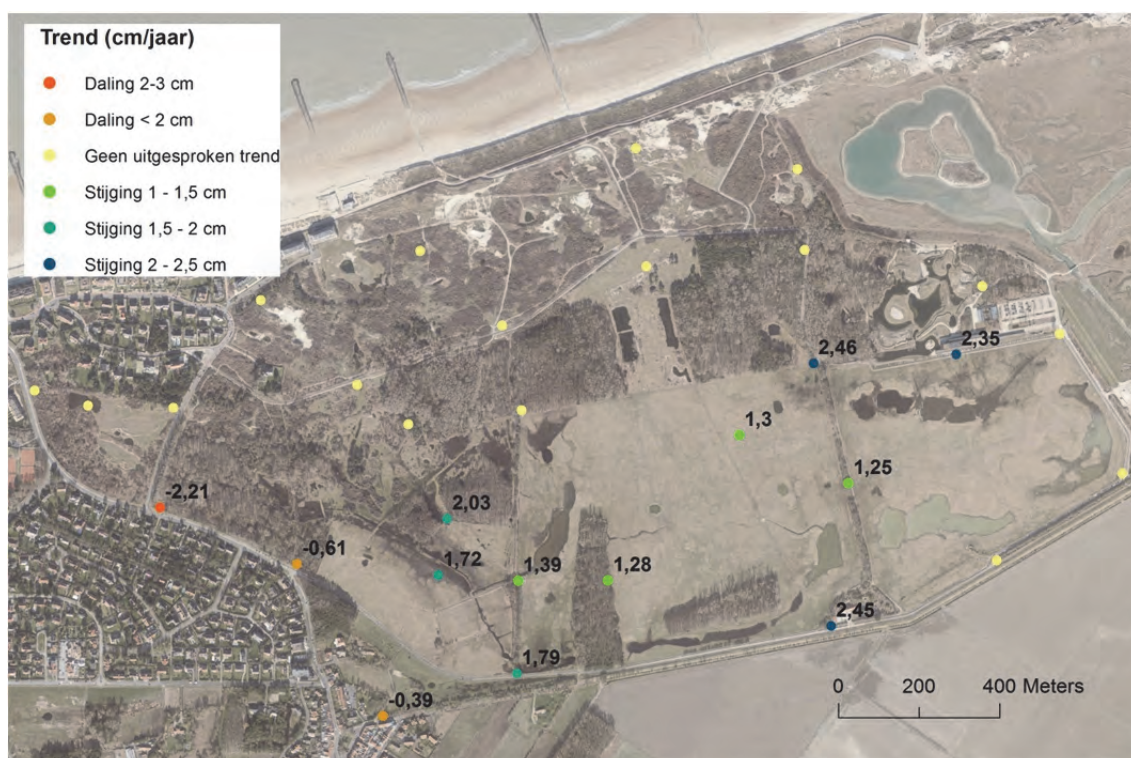 Trend (cm/jaar)
Daling 2-3 cm
Daling < 2 cm
Geen uitgesproken trend
Stijging 1 - 1,5 cm
Stijging 1,5 - 2 cm
Stijging 2 - 2,5 cm
2,46
2,35
1,3
1,25
-2,21
2,03
-0,61
1,72
1,39
1,28
2,45
1,79
-0,39
0 200 400 Meters